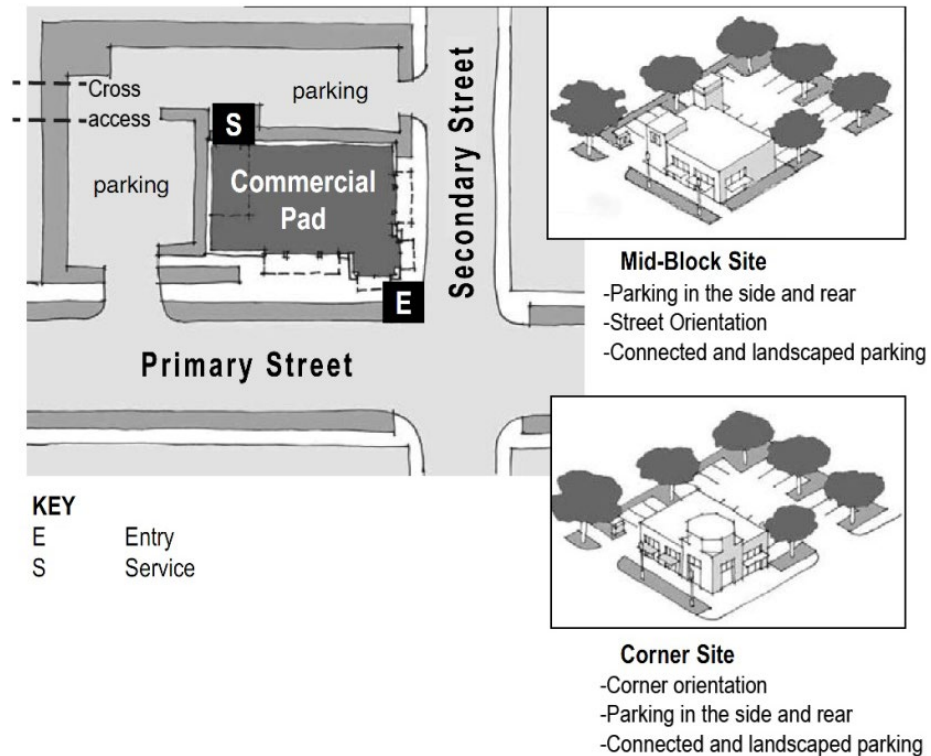 Cross
access
parking
S
parking
Commercial
Pad
Secondary Street
E
Primary Street
KEY
E Entry
S Service
Mid-Block Site
-Parking in the side and rear
-Street Orientation
-Connected and landscaped parking
Corner Site
-Corner orientation
-Parking in the side and rear
-Connected and landscaped parking